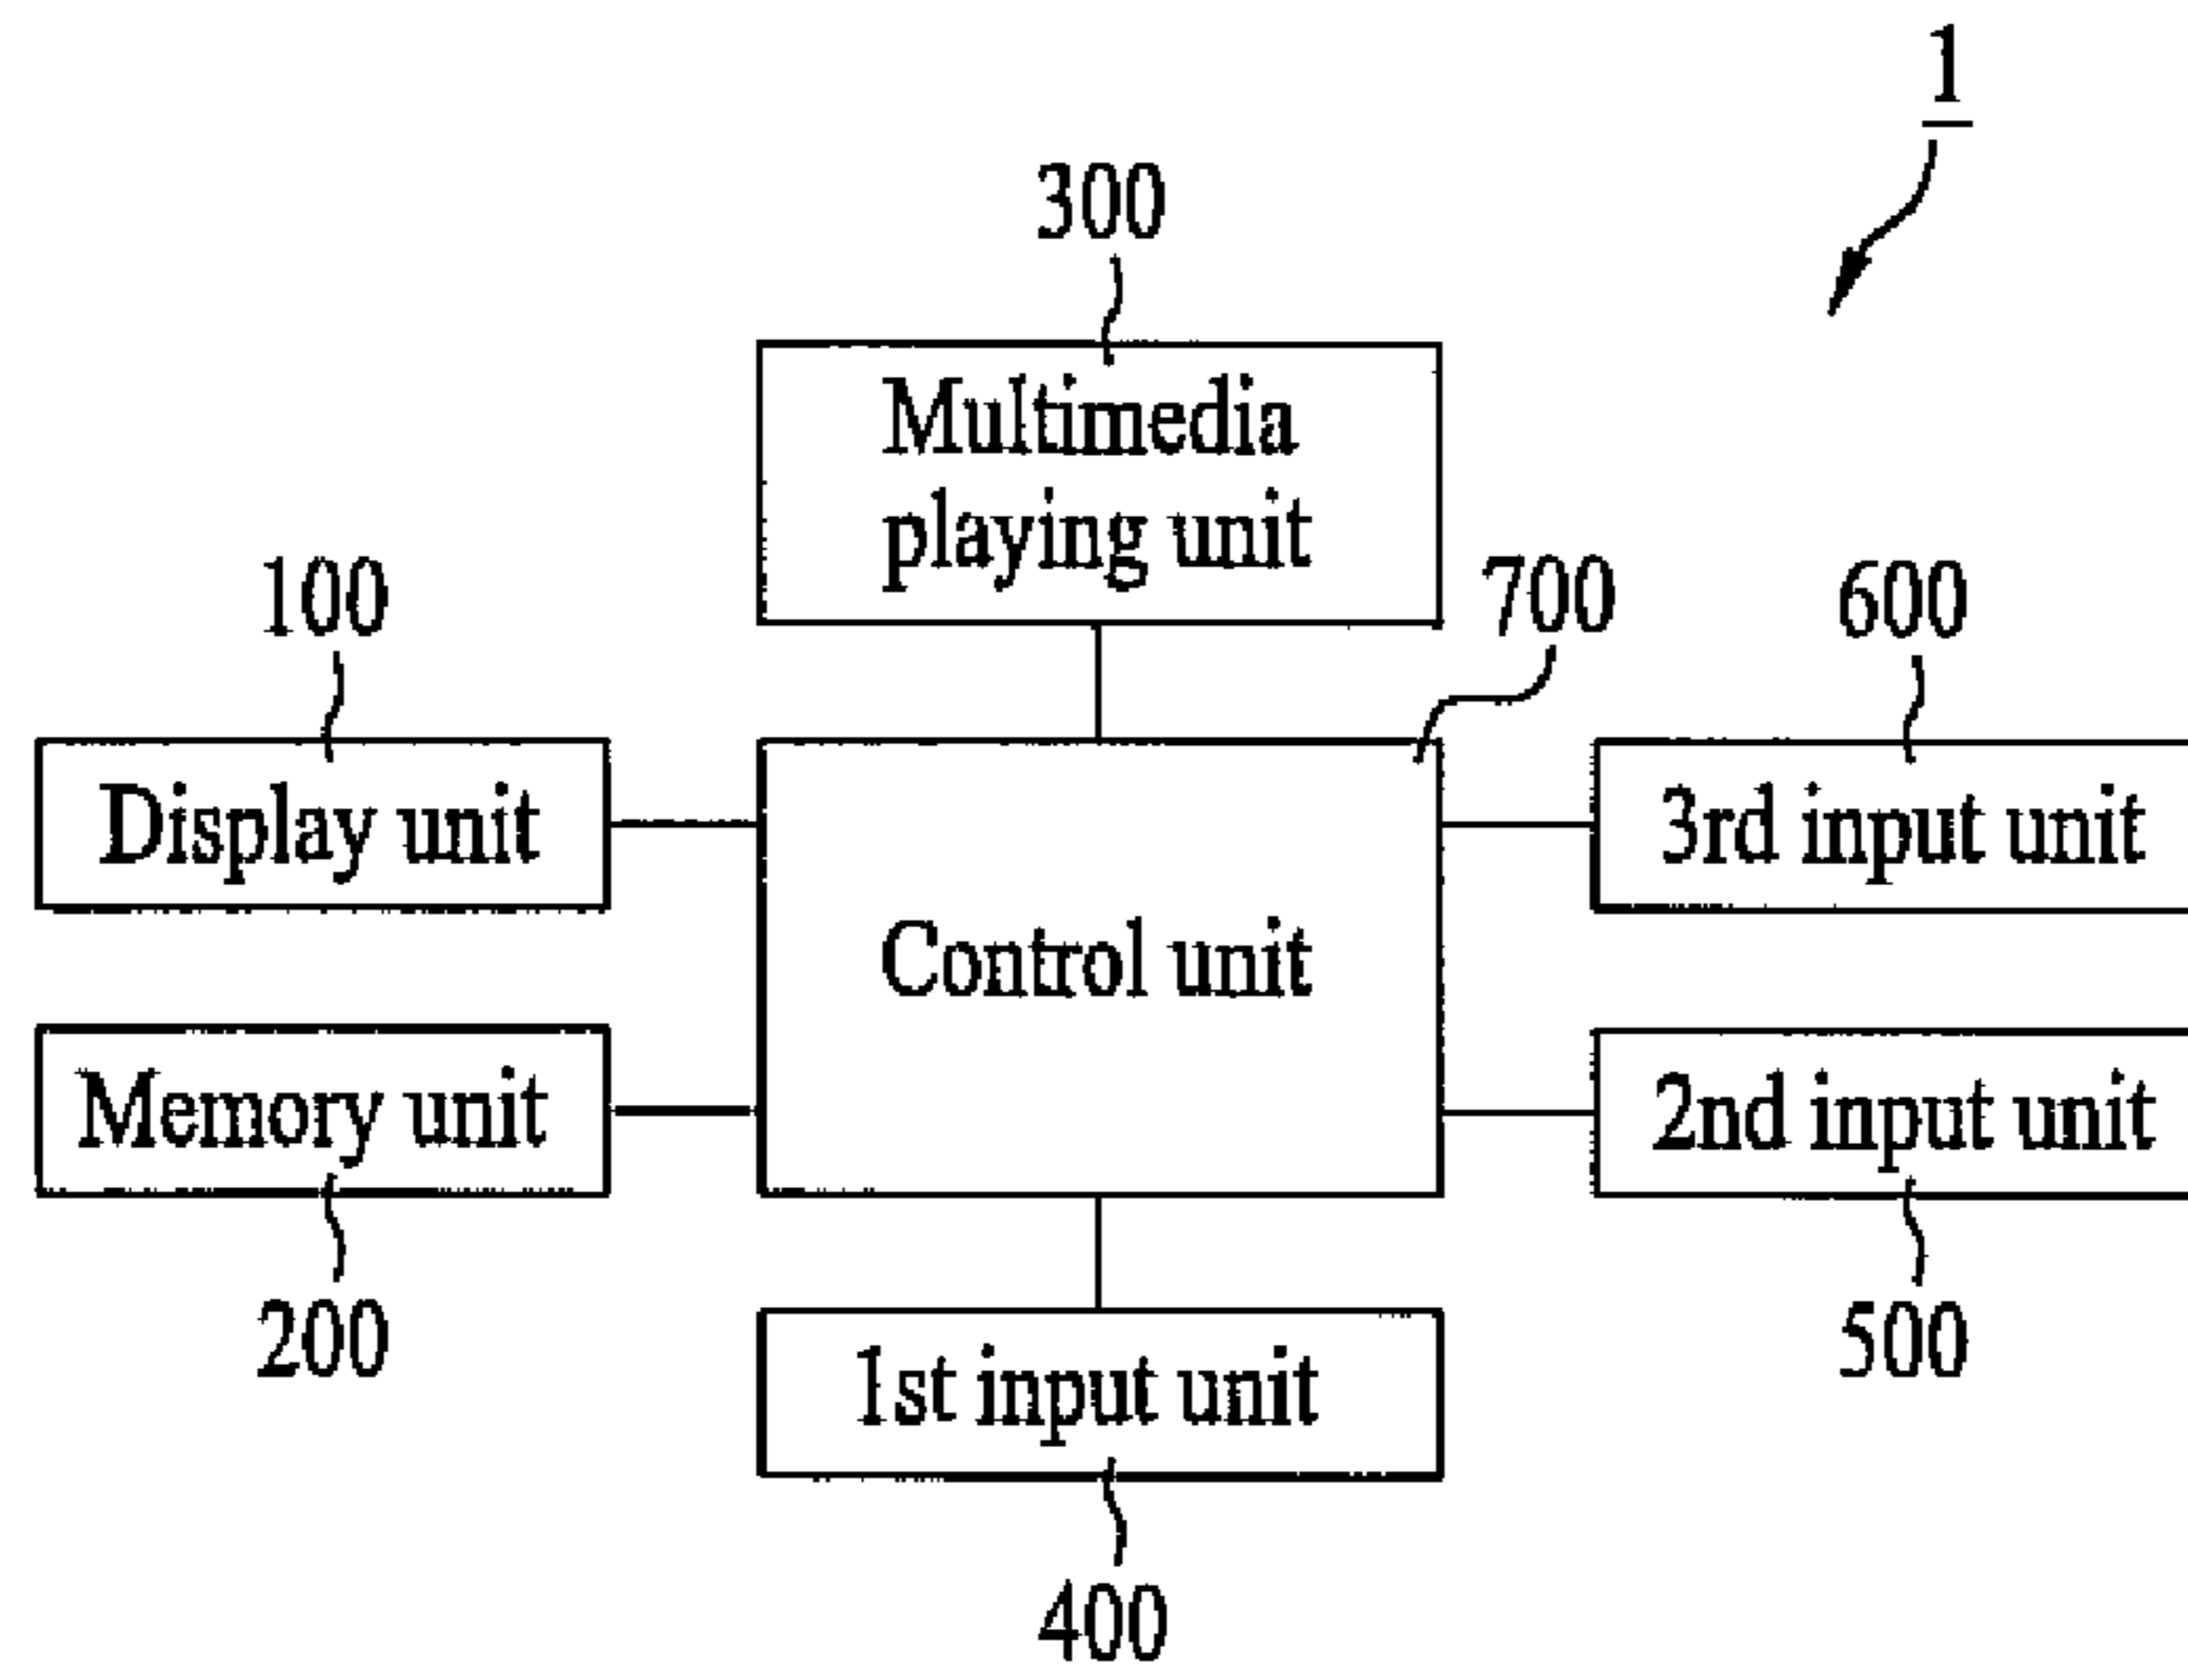 1
300
Multimedia
playing unit
100
700
600
Display unit
Control unit
3rd input unit
Memory unit
2nd input unit
200
1st input unit
500
400